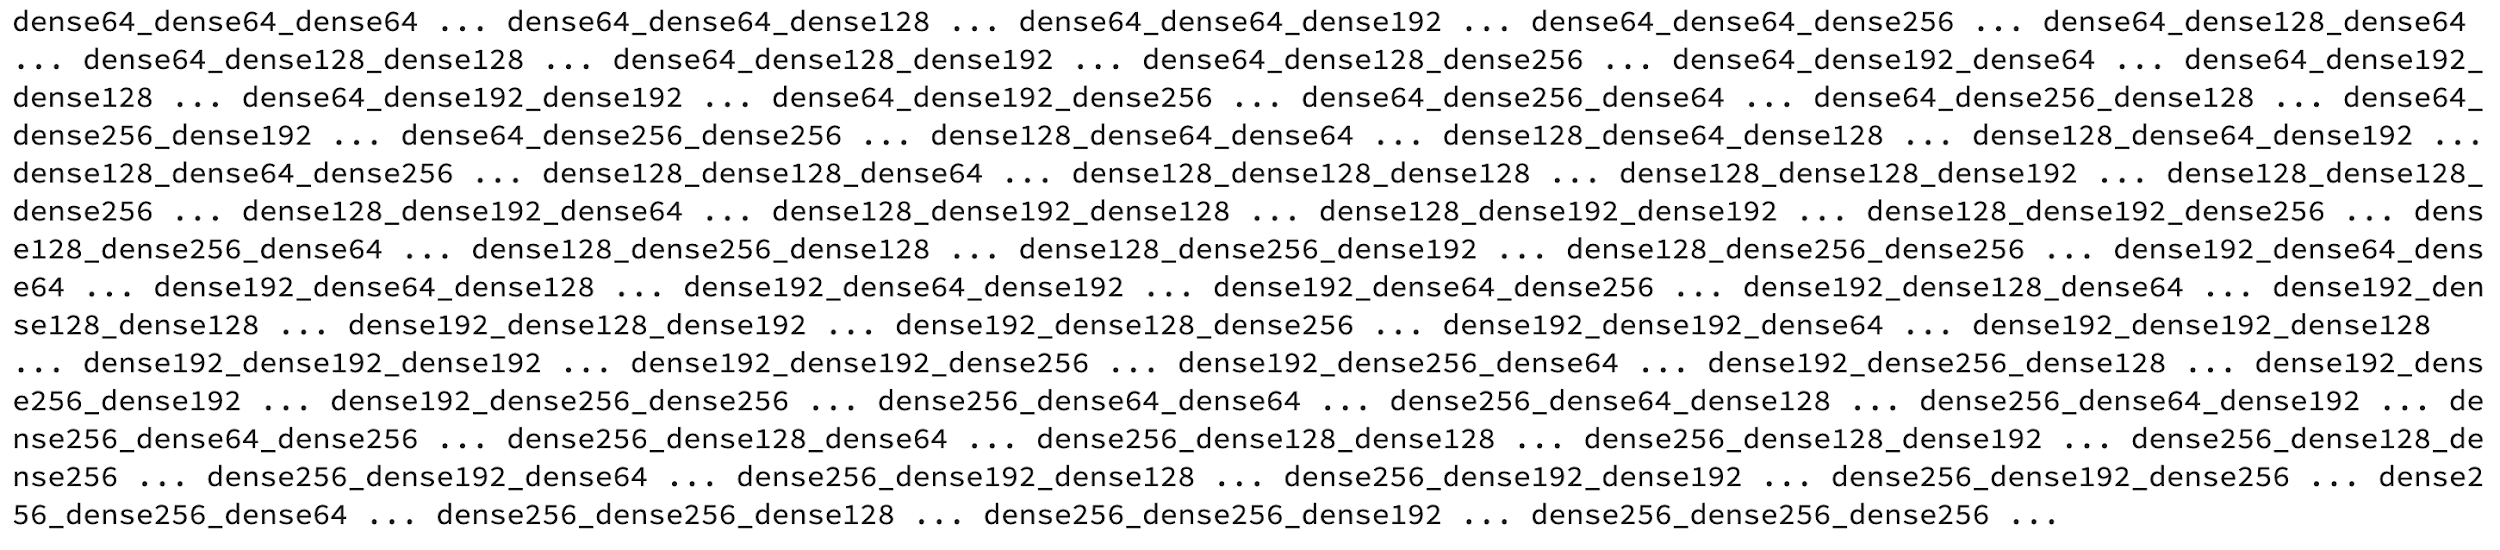 dense64_dense64_dense64 ... dense64_dense64_dense128 ... dense64_dense64_dense192 ... dense64_dense64_dense256 ... dense64_dense128_dense64
... dense64_dense128_dense128 ... dense64_dense128_dense192 ... dense64_dense128_dense256 ... dense64_dense192_dense64 ... dense64_dense192_
dense128 ... dense64_dense192_dense192 ... dense64_dense192_dense256 ... dense64_dense256_dense64 ... dense64_dense256_dense128 ... dense64_
dense256_dense192 ... dense64_dense256_dense256 ... dense128_dense64_dense64 ... dense128_dense64_dense128 ... dense128_dense64_dense192 ...
dense128_dense64_dense256 ... dense128_dense128_dense64 ... dense128_dense128_dense128 ... dense128_dense128_dense192 ... dense128_dense128_
dense256 ... dense128_dense192_dense64 ... dense128_dense192_dense128 ... dense128_dense192_dense192 ... dense128_dense192_dense256 ... dens
e128_dense256_dense64 ... dense128_dense256_dense128 ... dense128_dense256_dense192 ... dense128_dense256_dense256 ... dense192_dense64_dens
e64 ... dense192_dense64_dense128 ... dense192_dense64_dense192 ... dense192_dense64_dense256 ... dense192_dense128_dense64 ... dense192_den
se128_dense128 ... dense192_dense128_dense192 ... dense192_dense128_dense256 ... dense192_dense192_dense64 ... dense192_dense192_dense128
... dense192_dense192_dense192 ... dense192_dense192_dense256 ... dense192_dense256_dense64 ... dense192_dense256_dense128 ... dense192_dens
e256_dense192 ... dense192_dense256_dense256 ... dense256_dense64_dense64 ... dense256_dense64_dense128 ... dense256_dense64_dense192 ... de
nse256_dense64_dense256 ... dense256_dense128_dense64 ... dense256_dense128_dense128 ... dense256_dense128_dense192 ... dense256_dense128_de
nse256 ... dense256_dense192_dense64 ... dense256_dense192_dense128 ... dense256_dense192_dense192 ... dense256_dense192_dense256 ... dense2
56_dense256_dense64 ... dense256_dense256_dense128 ... dense256_dense256_dense192 ... dense256_dense256_dense256 ...